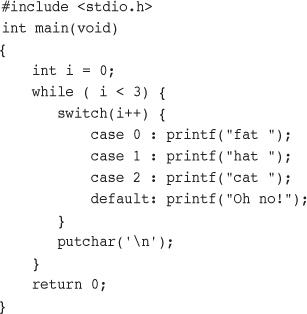 #include <stdio.h>
int main(void)
{
    int i = 0;
    while ( i < 3) {
       switch(i++) {
           case 0 : printf("fat ");
           case 1 : printf("hat ");
           case 2 : printf("cat ");
           default: printf("Oh no!");
       }
       putchar('\n');
    }
    return 0;
}